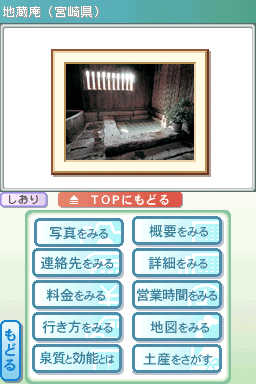 地蔵庵（宮崎県）
しおり
TOPにもどる
写真をみる
概要をみる
連絡先をみる
詳細をみる
料金をみる
営業時間をみる
行き方をみる
地図をみる
もどる
泉質と効能とは
土産をさがす